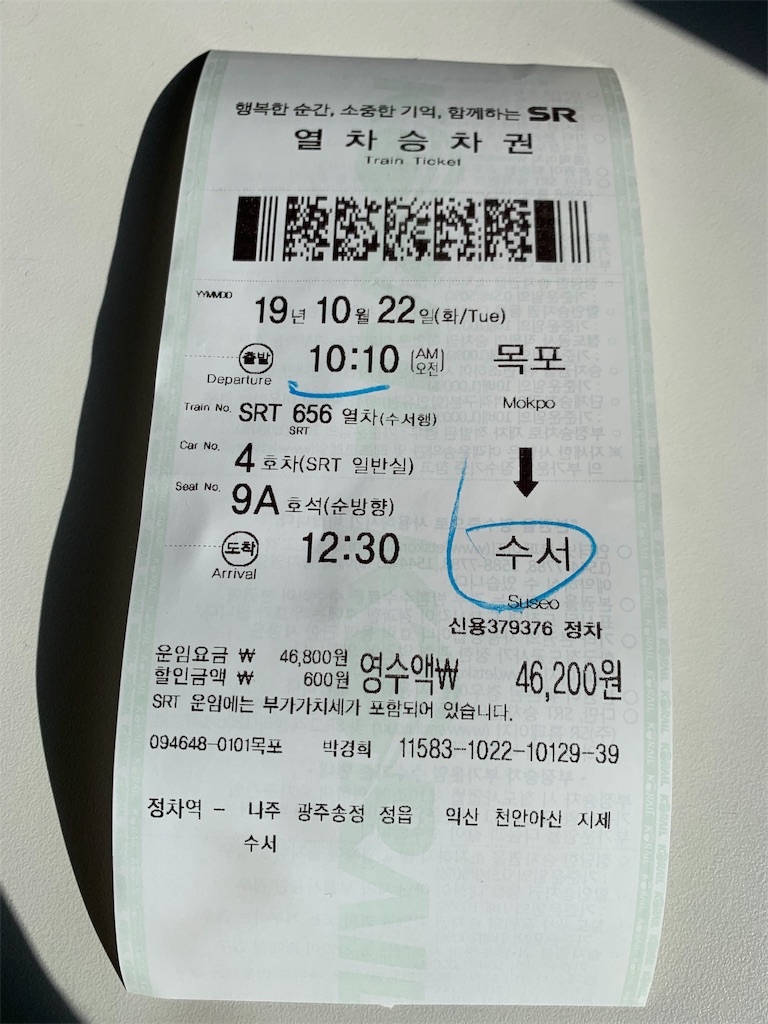 행복한 순간, 소중한 기억, 함께하는 SR
열차승차권
Train Ticket
YYMMDD 19년 10월 22일(화/Tue)
출발 10:10 (AM 오전) 목포
Departure Mokpo
Train No. SRT 656 열차(수서행)
SRT
Car No. 4 호차(SRT 일반실)
Seat No. 9A 호석(순방향)
도착 12:30 수서
Arrival Suseo
신용379376 정차
운임요금 ₩ 46,800원 영수액₩ 46,200원
할인금액 ₩ 600원
SRT 운임에는 부가가치세가 포함되어 있습니다.
094648-0101목포 박경희 11583-1022-10129-39
정차역 - 나주 광주송정 정읍 익산 천안아산 지제
수서